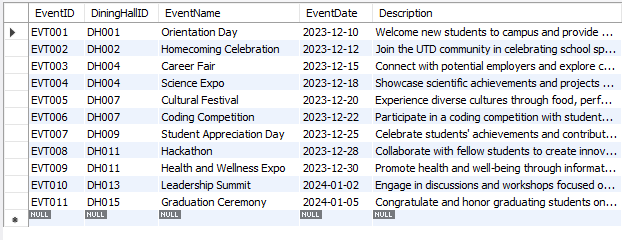 EventID DiningHallID EventName EventDate Description
EVT001 DH001 Orientation Day 2023-12-10 Welcome new students to campus and provide ...
EVT002 DH002 Homecoming Celebration 2023-12-12 Join the UTD community in celebrating school sp...
EVT003 DH004 Career Fair 2023-12-15 Connect with potential employers and explore c...
EVT004 DH004 Science Expo 2023-12-18 Showcase scientific achievements and projects ...
EVT005 DH007 Cultural Festival 2023-12-20 Experience diverse cultures through food, perf...
EVT006 DH007 Coding Competition 2023-12-22 Participate in a coding competition with student...
EVT007 DH009 Student Appreciation Day 2023-12-25 Celebrate students' achievements and contribut...
EVT008 DH011 Hackathon 2023-12-28 Collaborate with fellow students to create innov...
EVT009 DH011 Health and Wellness Expo 2023-12-30 Promote health and well-being through informat...
EVT010 DH013 Leadership Summit 2024-01-02 Engage in discussions and workshops focused o...
EVT011 DH015 Graduation Ceremony 2024-01-05 Congratulate and honor graduating students on...
NULL NULL NULL NULL NULL